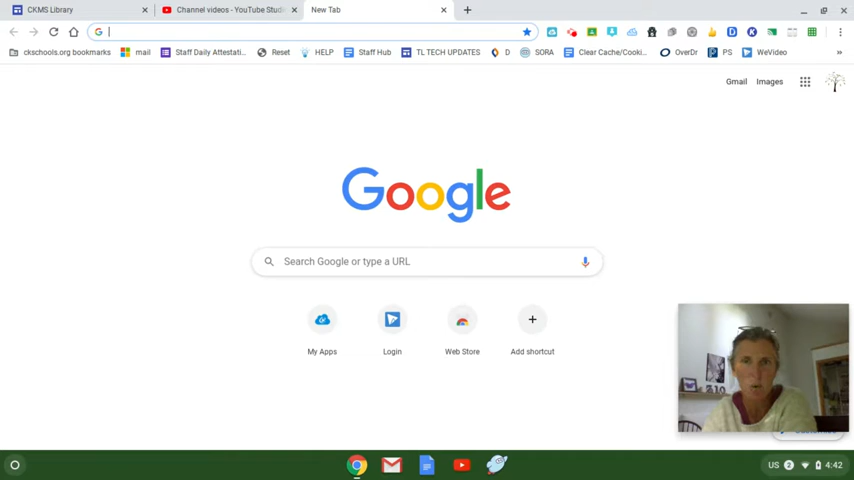 CKMS Library
Channel videos - YouTube Studi
New Tab
ckschools.org bookmarks
mail
Staff Daily Attestati...
Reset
HELP
Staff Hub
TL TECH UPDATES
D
SORA
Clear Cache/Cooki...
OverDr
PS
WeVideo
Gmail
Images
Google
Search Google or type a URL
My Apps
Login
Web Store
Add shortcut
US
2
4:42